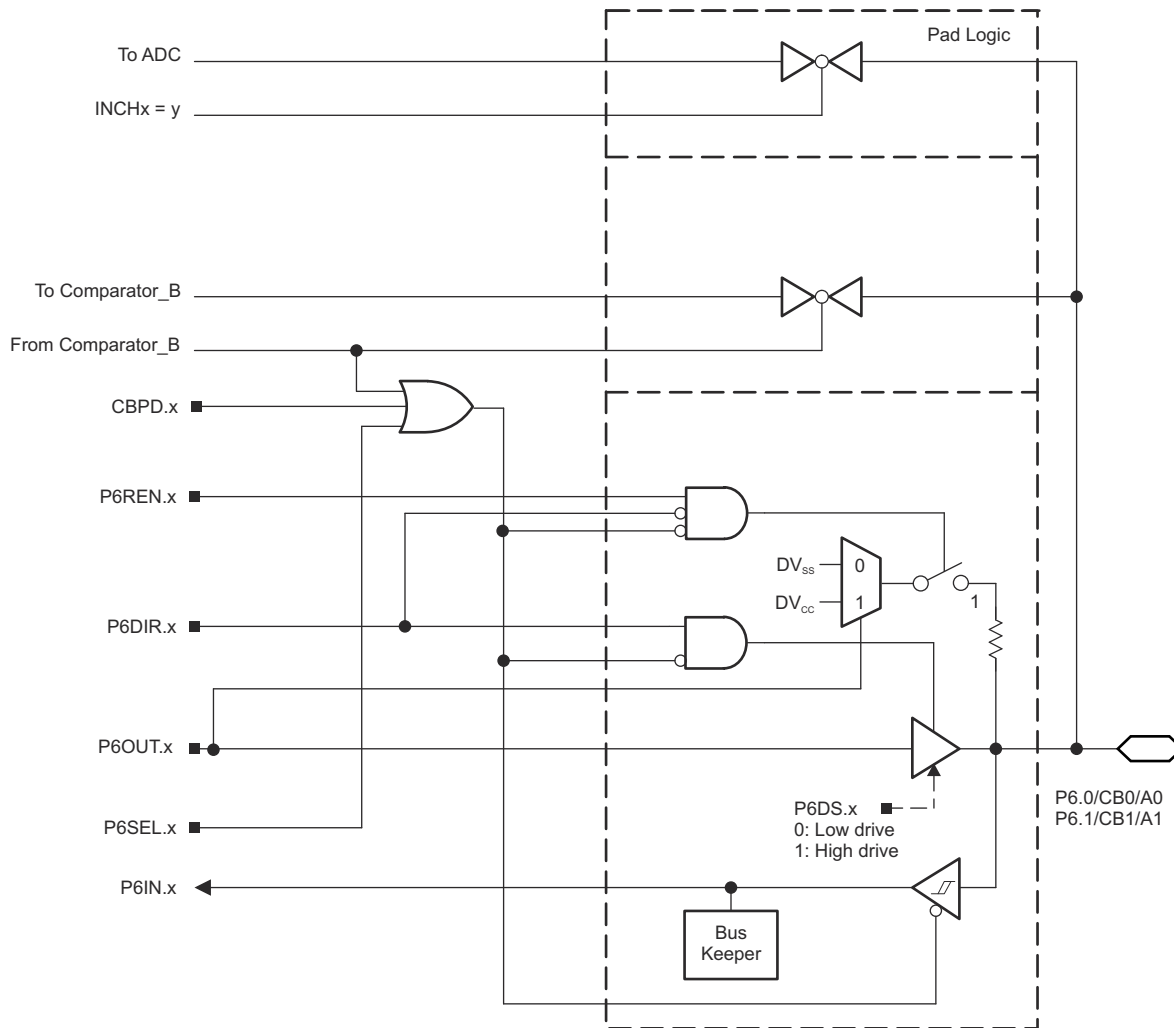 Pad Logic
To ADC
INCHx = y
To Comparator_B
From Comparator_B
CBPD.x
P6REN.x
DVSS
0
DVCC
1
1
P6DIR.x
P6OUT.x
P6DS.x
0: Low drive
1: High drive
P6.0/CB0/A0
P6.1/CB1/A1
P6SEL.x
P6IN.x
Bus
Keeper